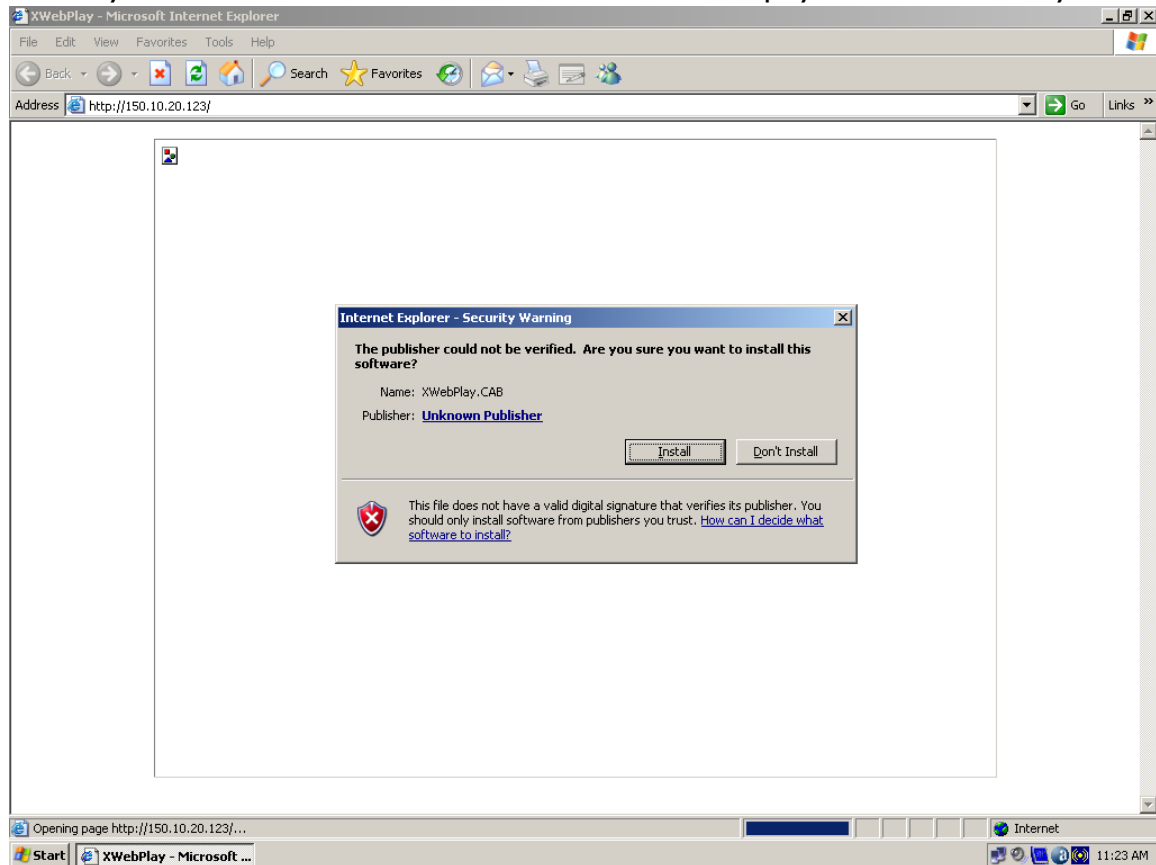 XWebPlay - Microsoft Internet Explorer
File Edit View Favorites Tools Help
Back Search Favorites
Address http://150.10.20.123/ Go Links »
Internet Explorer - Security Warning
The publisher could not be verified. Are you sure you want to install this
software?
Name: XWebPlay.CAB
Publisher: Unknown Publisher
Install Don't Install
This file does not have a valid digital signature that verifies its publisher. You
should only install software from publishers you trust. How can I decide what
software to install?
Opening page http://150.10.20.123/... Internet
Start XWebPlay - Microsoft ... 11:23 AM